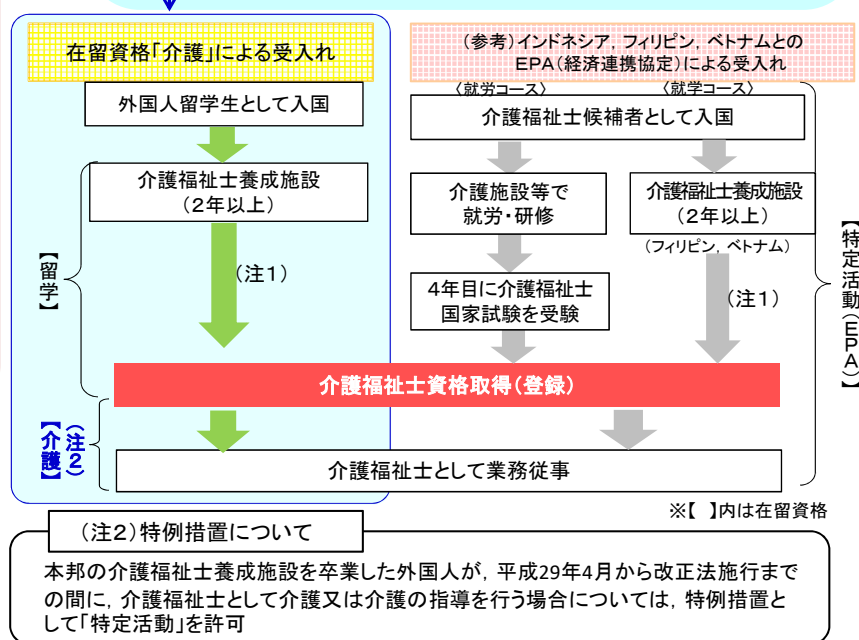 在留資格「介護」による受入れ
外国人留学生として入国
介護福祉士養成施設
(2年以上)
(注1)
【留学】
(参考)インドネシア,フィリピン,ベトナムとの
EPA(経済連携協定)による受入れ
〈就労コース〉
〈就学コース〉
介護福祉士候補者として入国
介護施設等で
就労・研修
4年目に介護福祉士
国家試験を受験
介護福祉士養成施設
(2年以上)
(フィリピン,ベトナム)
(注1)
【特定活動(EPA)】
介護福祉士資格取得(登録)
【介護】
(注2)
介護福祉士として業務従事
※【 】内は在留資格
(注2)特例措置について
本邦の介護福祉士養成施設を卒業した外国人が,平成29年4月から改正法施行まで
の間に,介護福祉士として介護又は介護の指導を行う場合については,特例措置と
して「特定活動」を許可